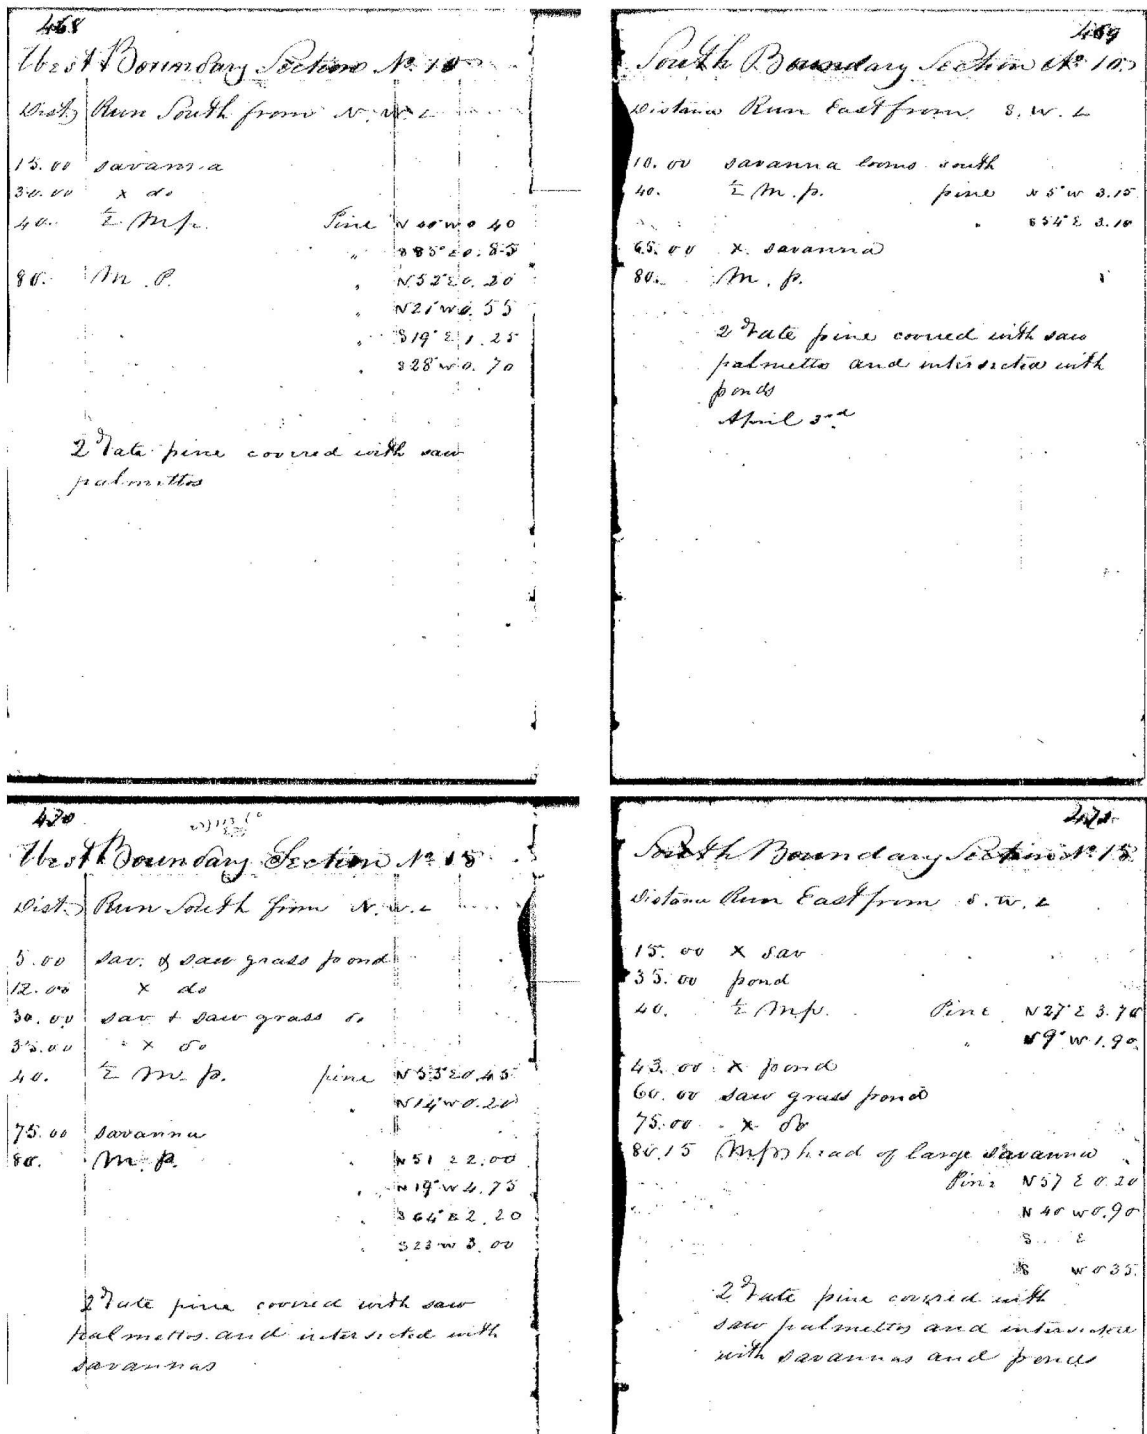 468
West Boundary Section No 10
Dist. Run South from N. W. c
15.00 savanna
30.00 x do
40. ½ M. p. Pine N 40 W 0 40
" S 85° E 0.85
80. M. P. " N 52 E 0.20
" N 21° W 0.55
" S 19° E 1.25
" S 28 W 0.70
2d rate pine covered with saw
palmettos
469
South Boundary Section No 10
Distance Run East from S. W. c
10.00 savanna looms south
40. ½ M. p. pine N 5° W 3.15
" S 54° E 3.10
65.00 x. savanna
80. M. p.
2d rate pine covered with saw
palmetto and intersected with
ponds
April 3rd
470
West Boundary Section No 15
Dist. Run South from N. W. c
5.00 sav. & saw grass pond
12.00 x do
30.00 sav & saw grass do
35.00 " x do
40. ½ M. p. pine N 53 E 0.45
" N 14 W 0.20
75.00 savanna
80. M. p. " N 51 E 2.00
" N 19° W 4.75
" S 64° E 2.20
" S 23 W 3.00
2d rate pine covered with saw
palmettos and intersected with
savannas
South Boundary Section No 15
Distance Run East from S. W. c
15.00 x sav
35.00 pond
40. ½ M. p. Pine N 27° E 3.70
" N 9° W 1.90
43.00 x pond
60.00 saw grass pond
75.00 x do
80.15 (M. p.) head of large savanna
Pine N 57 E 0.20
N 40 W 0.90
S E
S W 0 35
2d rate pine covered with
saw palmettos and intersected
with savannas and ponds